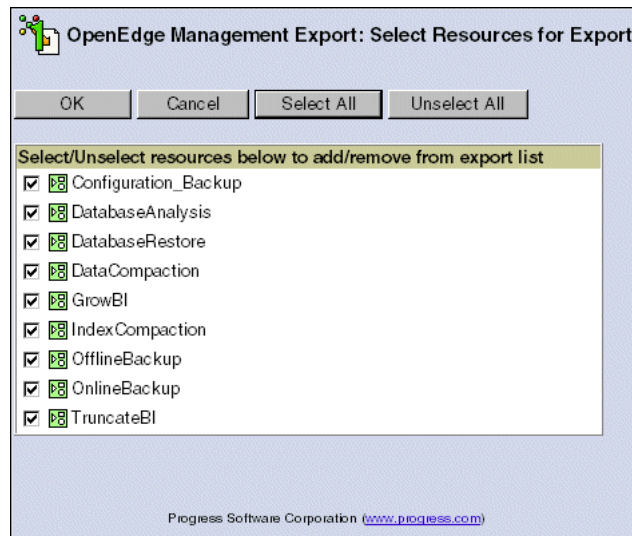 OpenEdge Management Export: Select Resources for Export
OK Cancel Select All Unselect All
Select/Unselect resources below to add/remove from export list
Configuration_Backup
DatabaseAnalysis
DatabaseRestore
DataCompaction
GrowBI
IndexCompaction
OfflineBackup
OnlineBackup
TruncateBI
Progress Software Corporation (www.progress.com)